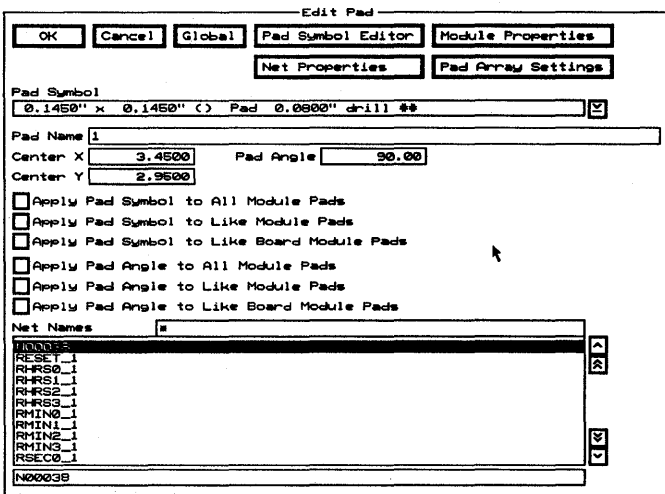 Edit Pad
OK Cancel Global Pad Symbol Editor Module Properties
Net Properties Pad Array Settings
Pad Symbol
0.1450" x 0.1450" () Pad 0.0800" drill ##
Pad Name 1
Center X 3.4500 Pad Angle 90.00
Center Y 2.9500
Apply Pad Symbol to All Module Pads
Apply Pad Symbol to Like Module Pads
Apply Pad Symbol to Like Board Module Pads
Apply Pad Angle to All Module Pads
Apply Pad Angle to Like Module Pads
Apply Pad Angle to Like Board Module Pads
Net Names
N00038
RESET_1
RHRS0_1
RHRS1_1
RHRS2_1
RHRS3_1
RMIN0_1
RMIN1_1
RMIN2_1
RMIN3_1
RSEC0_1
N00038